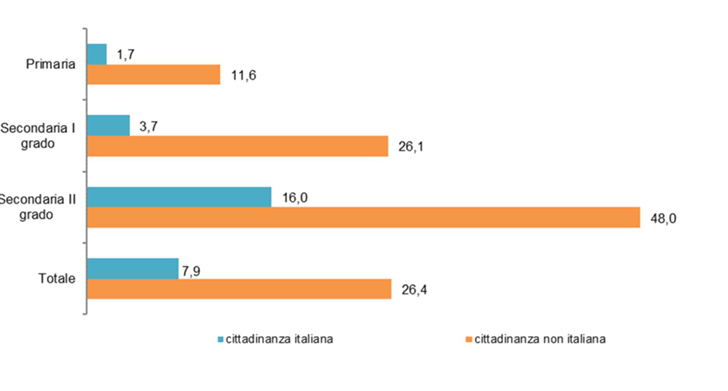 Primaria
1,7
11,6
Secondaria I
grado
3,7
26,1
Secondaria II
grado
16,0
48,0
Totale
7,9
26,4
cittadinanza italiana
cittadinanza non italiana